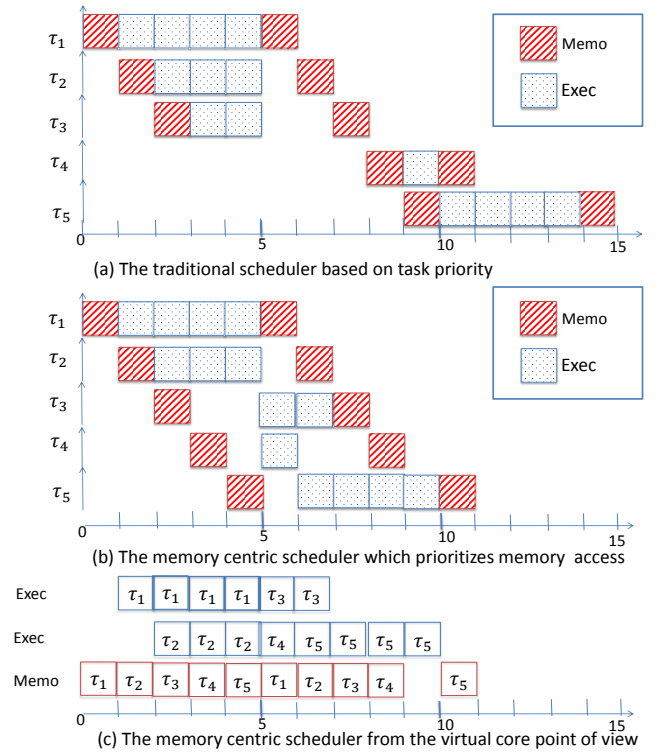 τ1
τ2
τ3
τ4
τ5
Memo
Exec
0 5 10 15
(a) The traditional scheduler based on task priority
τ1
τ2
τ3
τ4
τ5
Memo
Exec
0 5 10 15
(b) The memory centric scheduler which prioritizes memory access
Exec τ1 τ1 τ1 τ1 τ3 τ3
Exec τ2 τ2 τ2 τ4 τ5 τ5 τ5 τ5
Memo τ1 τ2 τ3 τ4 τ5 τ1 τ2 τ3 τ4 τ5
0 5 10 15
(c) The memory centric scheduler from the virtual core point of view